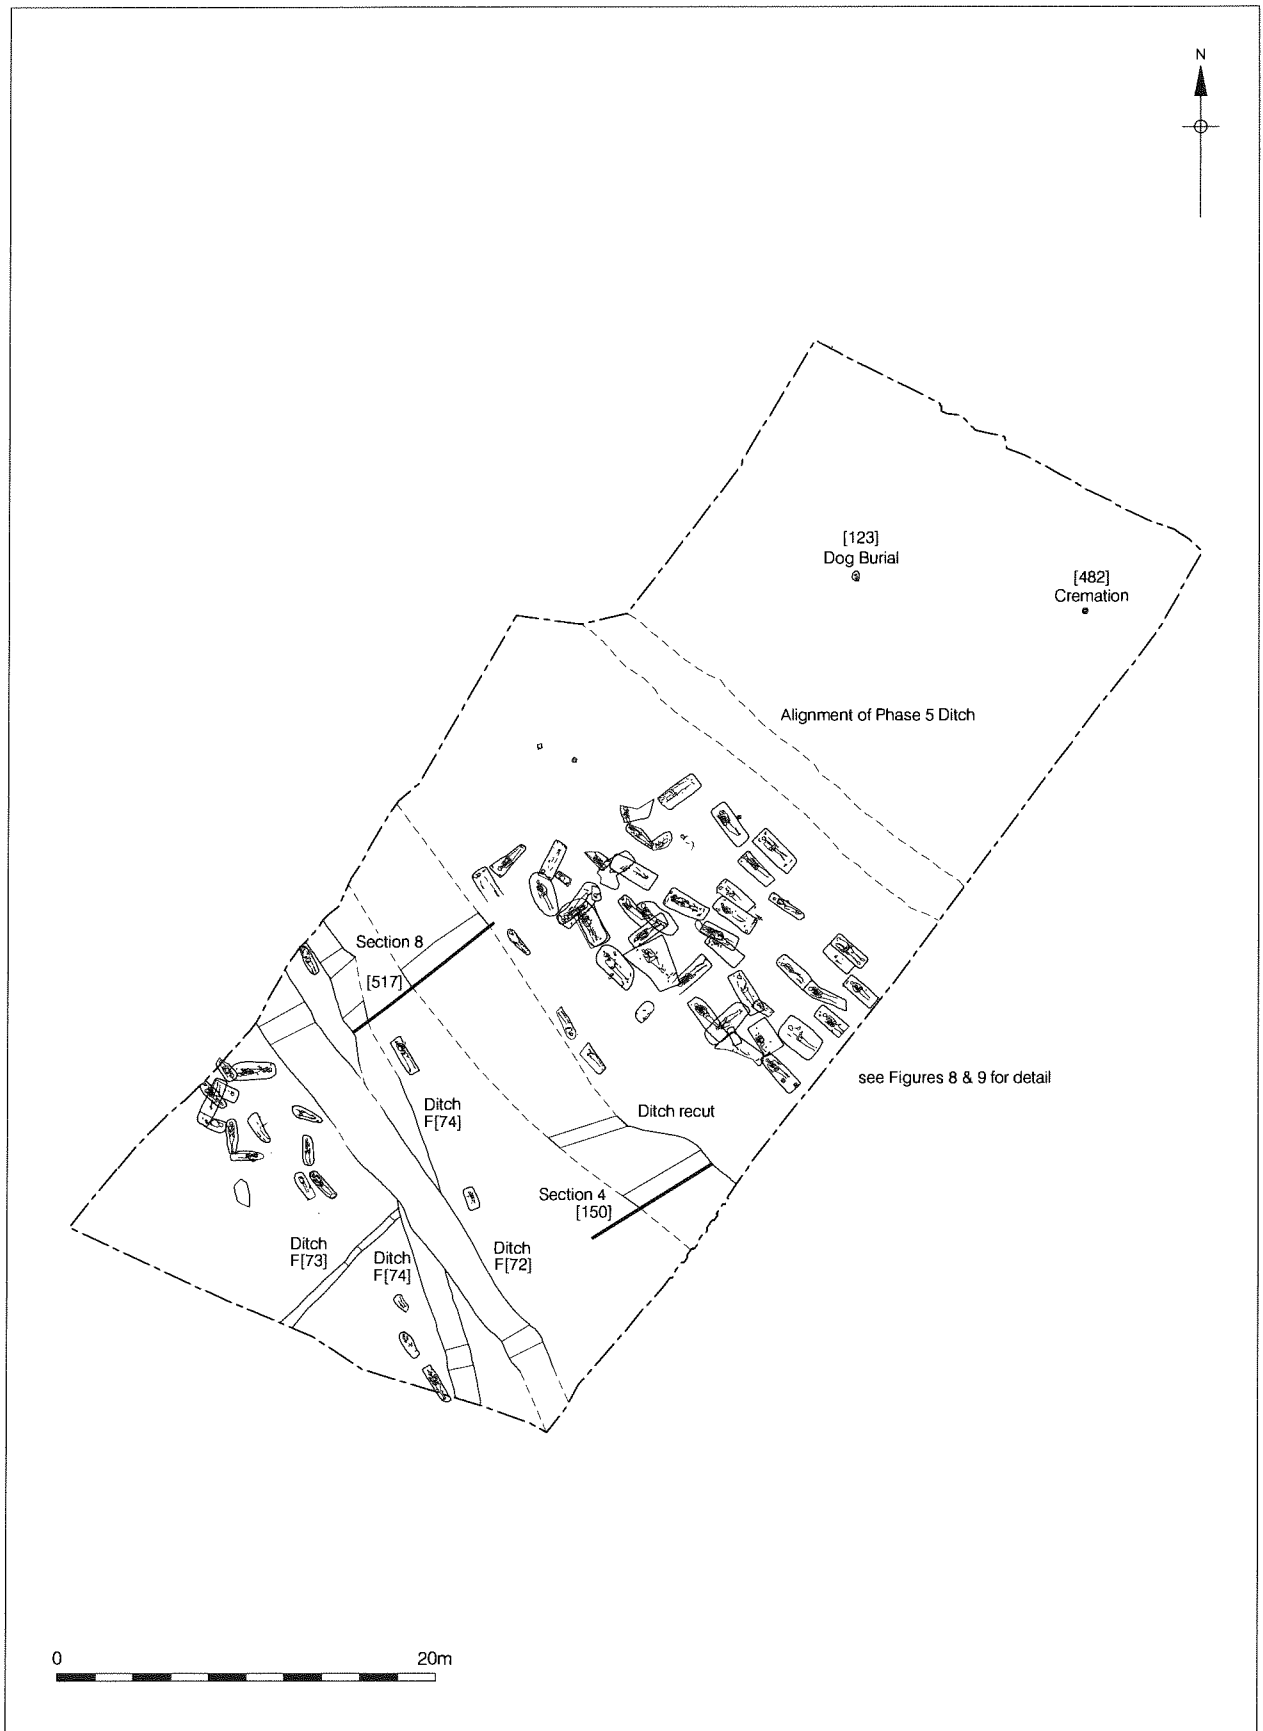 N
[123]
Dog Burial
[482]
Cremation
Alignment of Phase 5 Ditch
Section 8
[517]
see Figures 8 & 9 for detail
Ditch
F[74]
Ditch recut
Section 4
[150]
Ditch
F[73]
Ditch
F[74]
Ditch
F[72]
0
20m